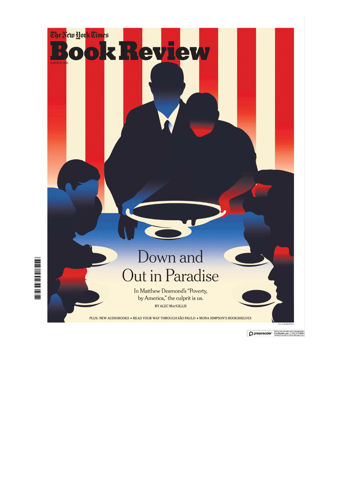 The New York Times
Book Review
Down and
Out in Paradise
In Matthew Desmond's "Poverty,
by America," the culprit is us.
BY ALEC MacGILLIS
PLUS: NEW AUDIOBOOKS • READ YOUR WAY THROUGH SÃO PAULO • MONA SIMPSON'S BOOKSHELVES
pressreader